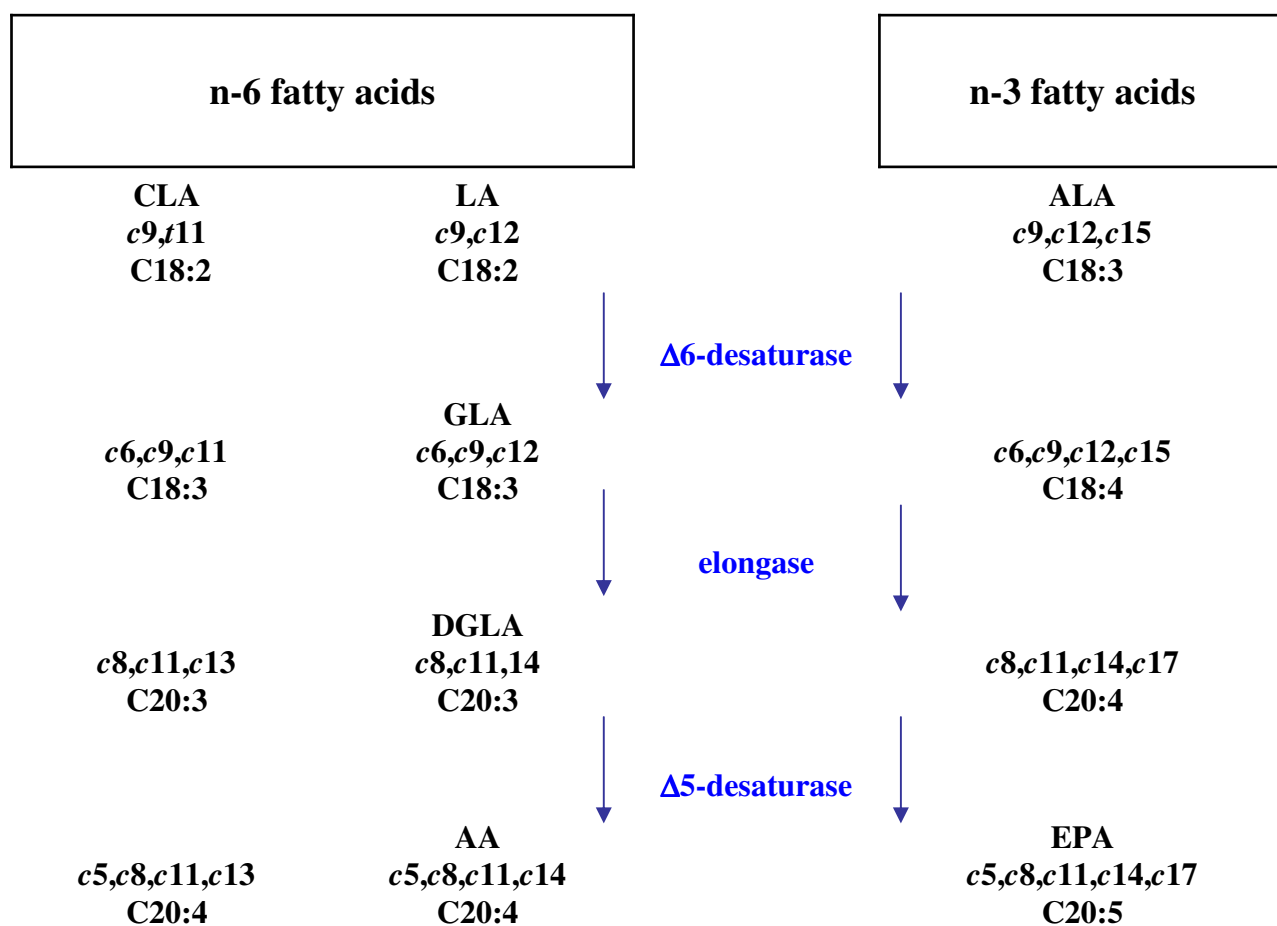 n-6 fatty acids
n-3 fatty acids
CLA LA ALA
c9,t11 c9,c12 c9,c12,c15
C18:2 C18:2 C18:3
Δ6-desaturase
GLA
c6,c9,c11 c6,c9,c12 c6,c9,c12,c15
C18:3 C18:3 C18:4
elongase
DGLA
c8,c11,c13 c8,c11,14 c8,c11,c14,c17
C20:3 C20:3 C20:4
Δ5-desaturase
AA EPA
c5,c8,c11,c13 c5,c8,c11,c14 c5,c8,c11,c14,c17
C20:4 C20:4 C20:5